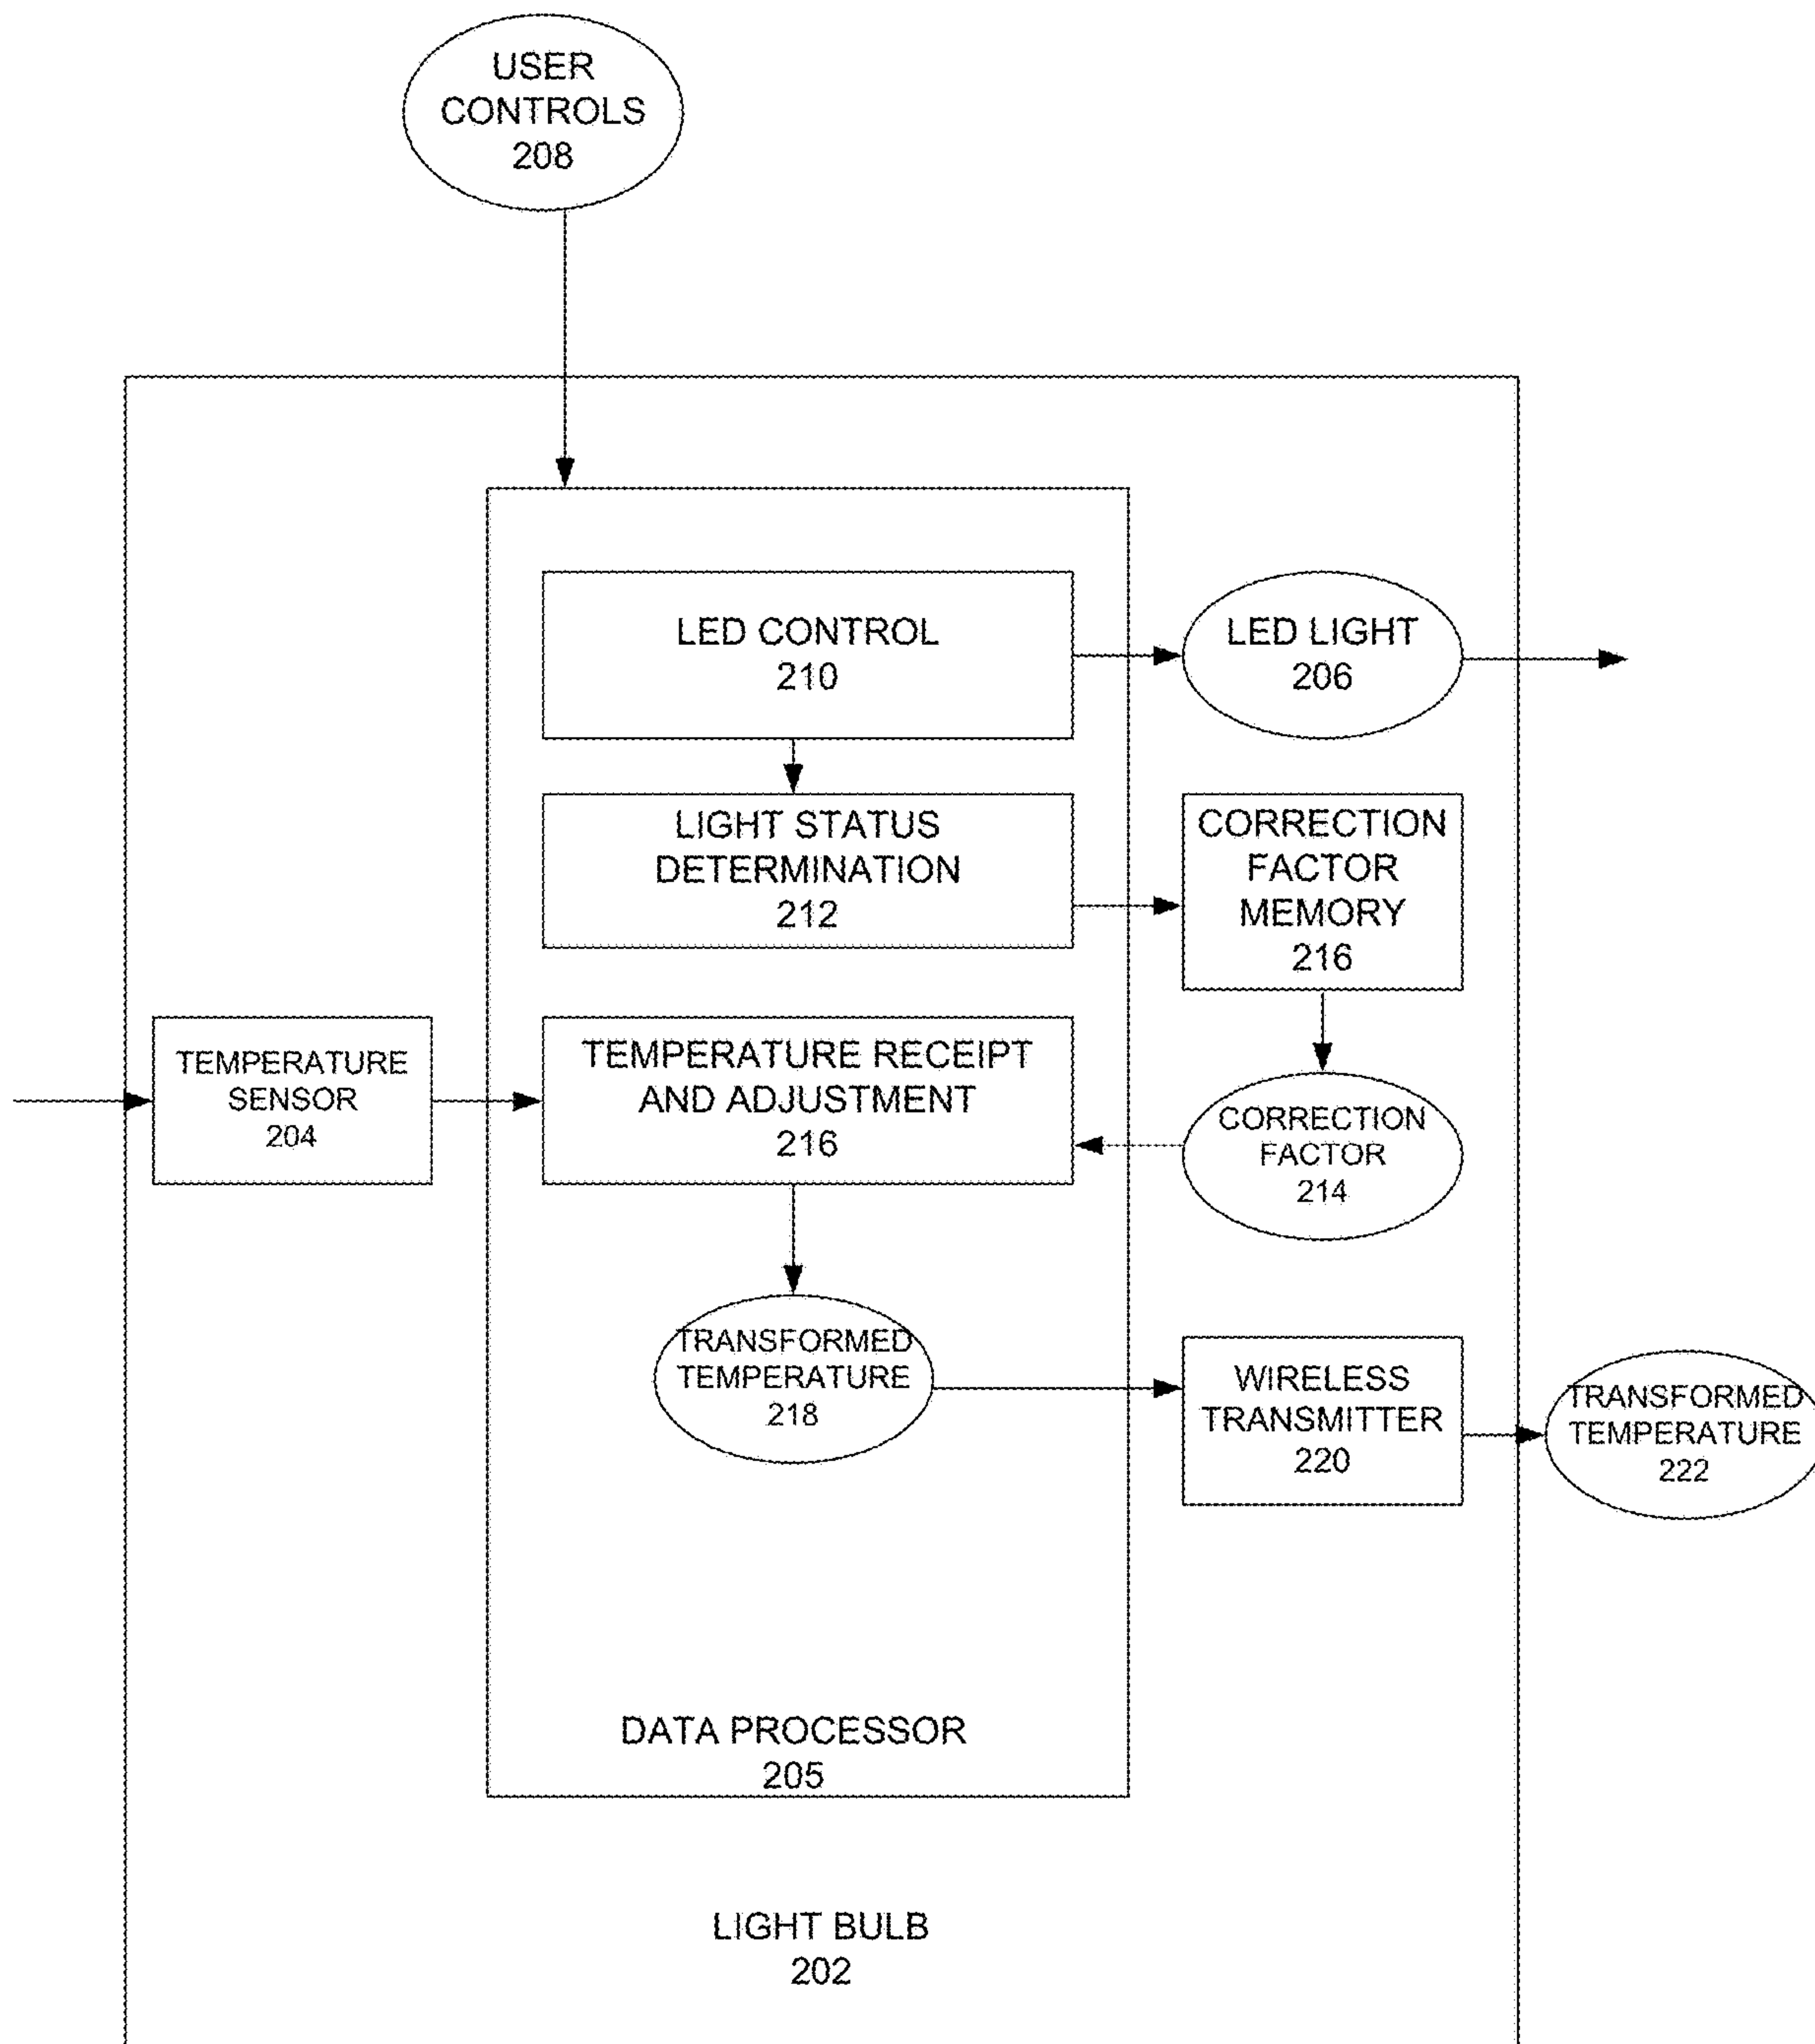 USER
CONTROLS
208
LED CONTROL
210
LED LIGHT
206
LIGHT STATUS
DETERMINATION
212
CORRECTION
FACTOR
MEMORY
216
TEMPERATURE
SENSOR
204
TEMPERATURE RECEIPT
AND ADJUSTMENT
216
CORRECTION
FACTOR
214
TRANSFORMED
TEMPERATURE
218
WIRELESS
TRANSMITTER
220
TRANSFORMED
TEMPERATURE
222
DATA PROCESSOR
205
LIGHT BULB
202